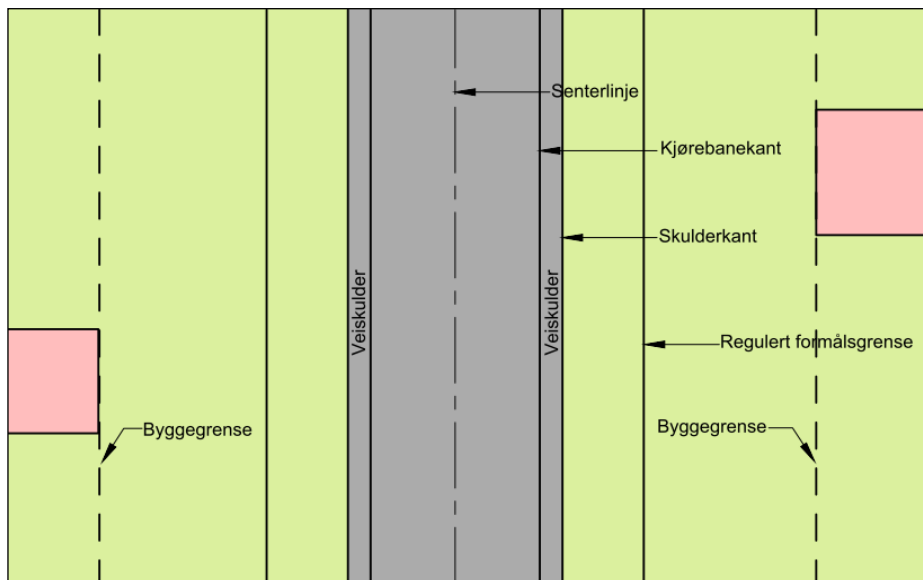 Senterlinje
Kjørebanekant
Skulderkant
Veiskulder
Veiskulder
Regulert formålsgrense
Byggegrense
Byggegrense